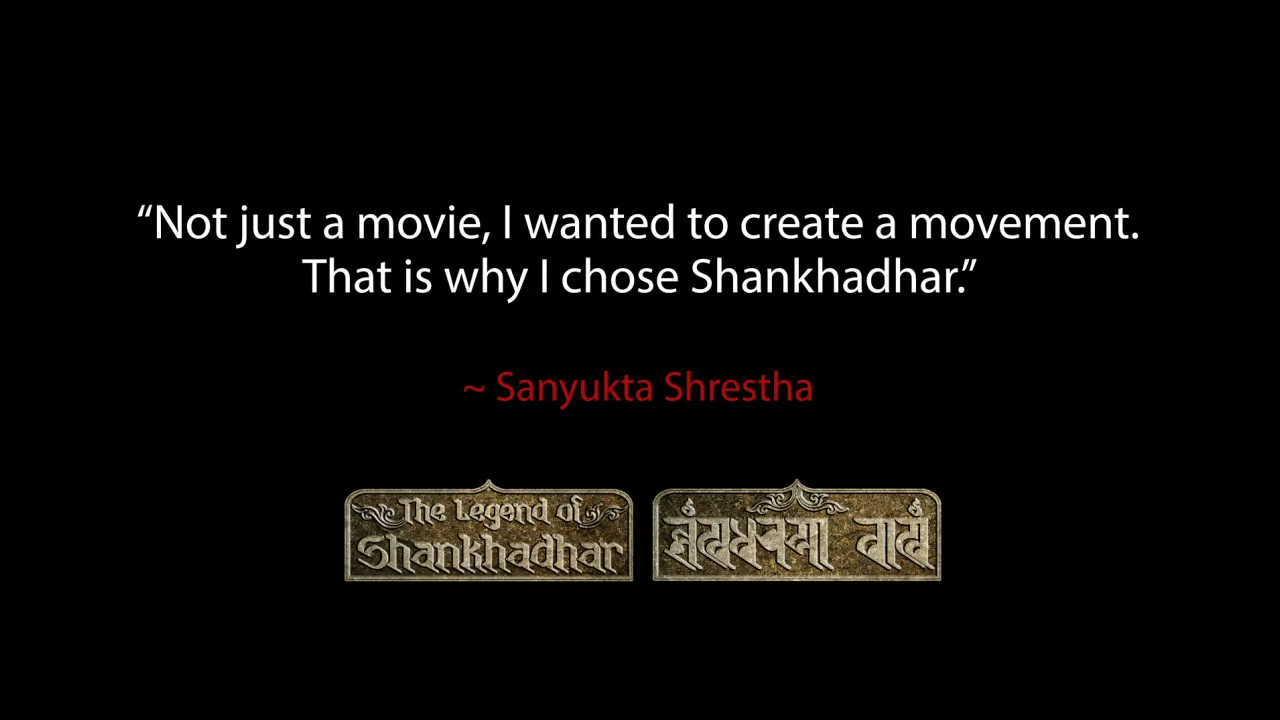 “Not just a movie, I wanted to create a movement.
That is why I chose Shankhadhar.”
~ Sanyukta Shrestha
The Legend of
Shankhadhar